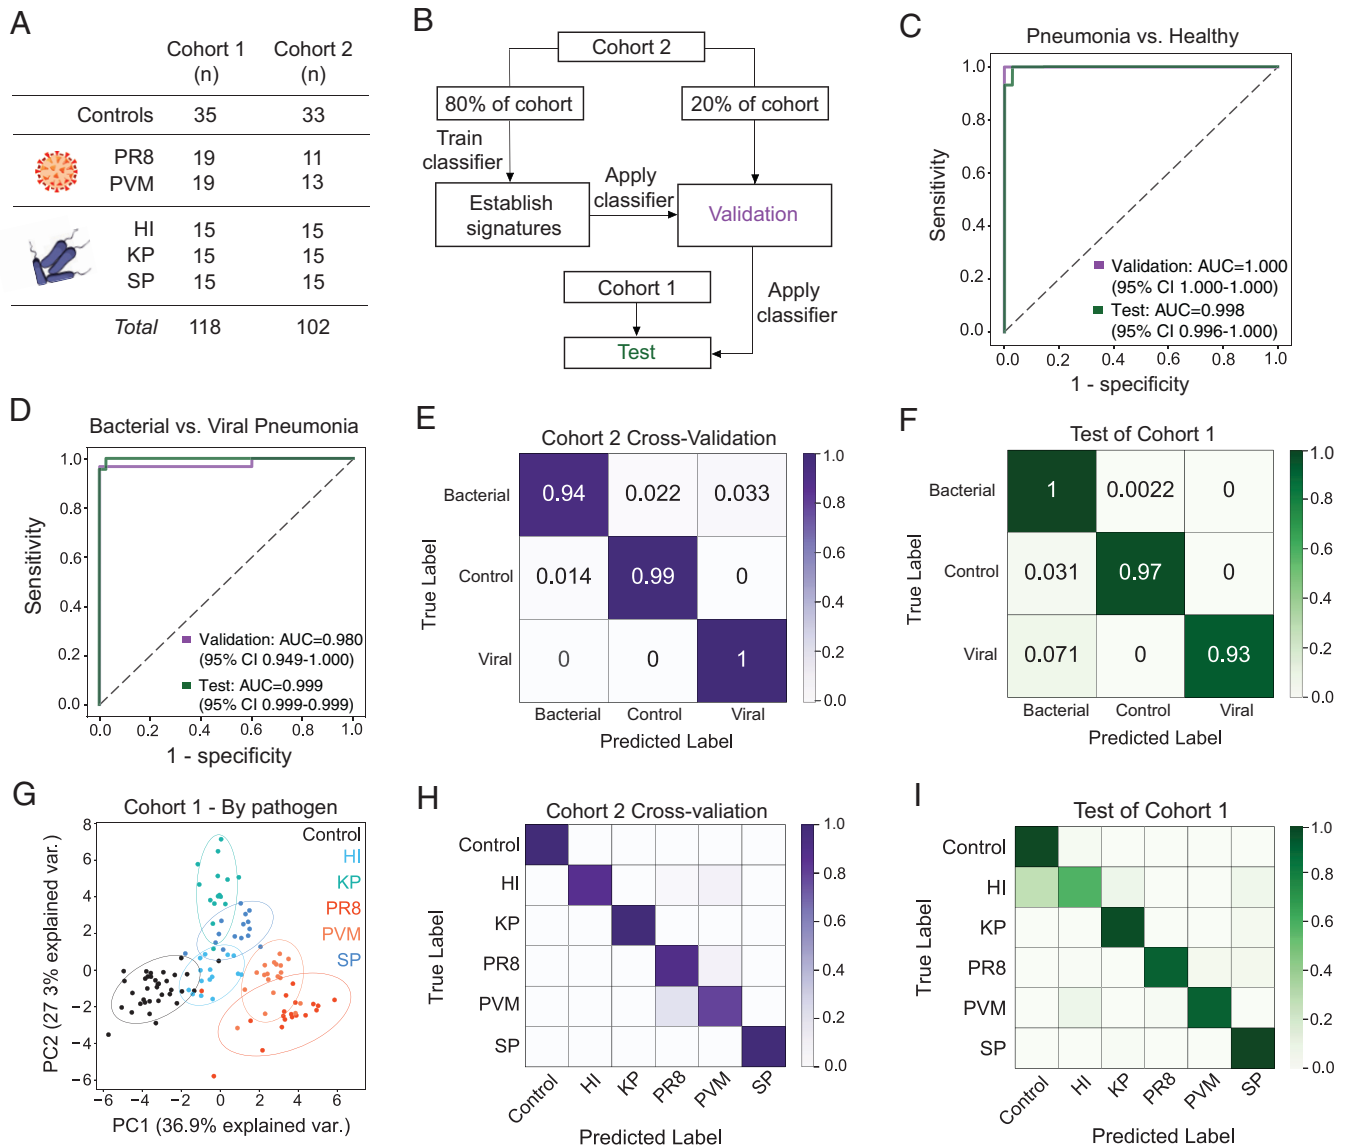 A
Cohort 1 Cohort 2
(n) (n)
Controls 35 33
PR8 19 11
PVM 19 13
HI 15 15
KP 15 15
SP 15 15
Total 118 102
B
Cohort 2
80% of cohort 20% of cohort
Train
classifier
Apply
classifier
Establish
signatures
Validation
Cohort 1
Apply
classifier
Test
C
Pneumonia vs. Healthy
1.0
0.8
0.6
0.4
0.2
0.0
Sensitivity
Validation: AUC=1.000
(95% CI 1.000-1.000)
Test: AUC=0.998
(95% CI 0.996-1.000)
0.0 0.2 0.4 0.6 0.8 1.0
1 - specificity
D
Bacterial vs. Viral Pneumonia
1.0
0.8
0.6
0.4
0.2
0.0
Sensitivity
Validation: AUC=0.980
(95% CI 0.949-1.000)
Test: AUC=0.999
(95% CI 0.999-0.999)
0.0 0.2 0.4 0.6 0.8 1.0
1 - specificity
E
Cohort 2 Cross-Validation
True Label
Bacterial 0.94 0.022 0.033
Control 0.014 0.99 0
Viral 0 0 1
Bacterial Control Viral
Predicted Label
1.0
0.8
0.6
0.4
0.2
0.0
F
Test of Cohort 1
True Label
Bacterial 1 0.0022 0
Control 0.031 0.97 0
Viral 0.071 0 0.93
Bacterial Control Viral
Predicted Label
1.0
0.8
0.6
0.4
0.2
0.0
G
Cohort 1 - By pathogen
PC2 (27 3% explained var.)
8
6
4
2
0
−2
−4
−6
Control
HI
KP
PR8
PVM
SP
−6 −4 −2 0 2 4 6
PC1 (36.9% explained var.)
H
Cohort 2 Cross-valiation
True Label
Control
HI
KP
PR8
PVM
SP
Control HI KP PR8 PVM SP
Predicted Label
1.0
0.8
0.6
0.4
0.2
0.0
I
Test of Cohort 1
True Label
Control
HI
KP
PR8
PVM
SP
Control HI KP PR8 PVM SP
Predicted Label
1.0
0.8
0.6
0.4
0.2
0.0